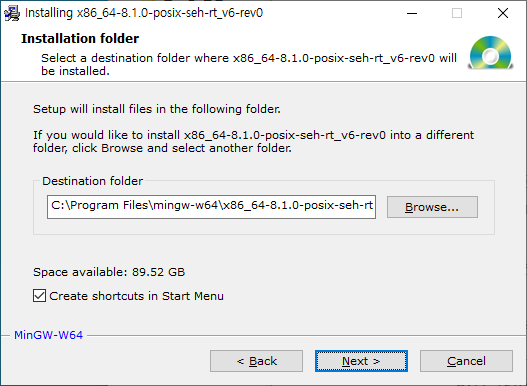 Installing x86_64-8.1.0-posix-seh-rt_v6-rev0
Installation folder
Select a destination folder where x86_64-8.1.0-posix-seh-rt_v6-rev0 will
be installed.
Setup will install files in the following folder.
If you would like to install x86_64-8.1.0-posix-seh-rt_v6-rev0 into a different
folder, click Browse and select another folder.
Destination folder
C:\Program Files\mingw-w64\x86_64-8.1.0-posix-seh-rt
Browse...
Space available: 89.52 GB
Create shortcuts in Start Menu
MinGW-W64
< Back
Next >
Cancel